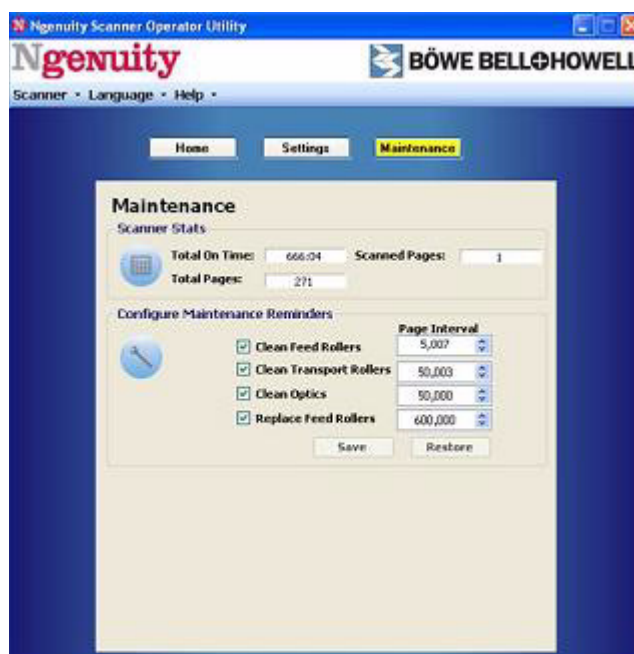 Ngenuity Scanner Operator Utility
Ngenuity BÖWE BELL+HOWELL
Scanner Language Help
Home Settings Maintenance
Maintenance
Scanner Stats
Total On Time: 666:04 Scanned Pages: 1
Total Pages: 271
Configure Maintenance Reminders
Page Interval
Clean Feed Rollers 5,007
Clean Transport Rollers 50,003
Clean Optics 50,000
Replace Feed Rollers 600,000
Save Restore